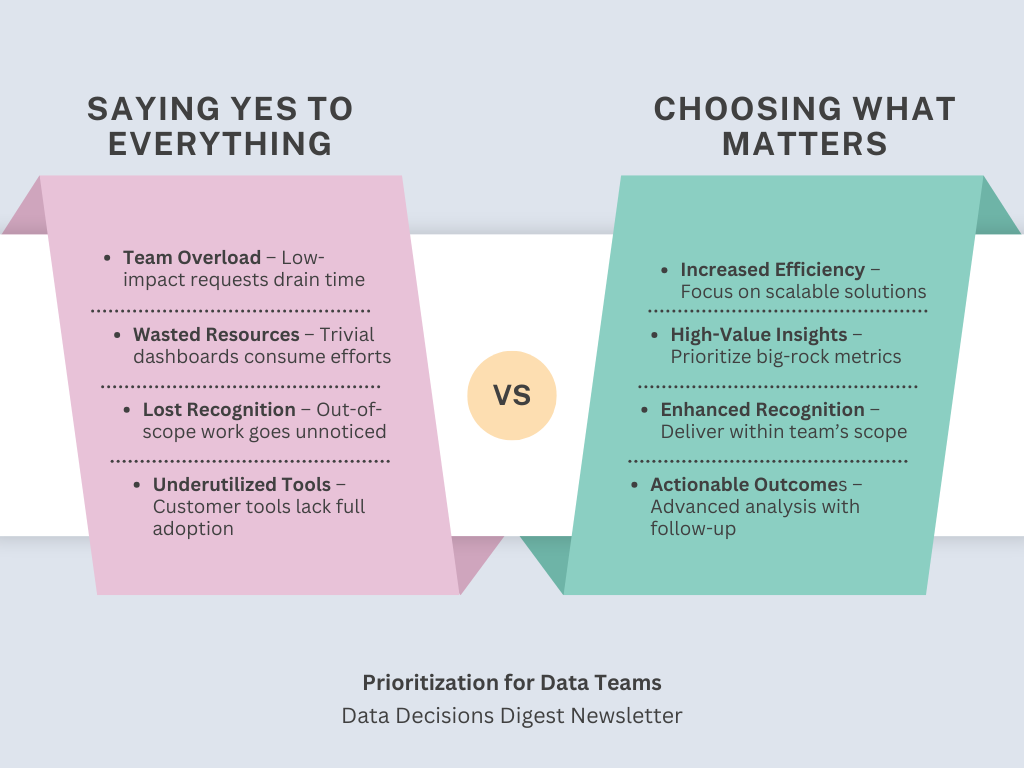 SAYING YES TO
EVERYTHING
• Team Overload – Low-
impact requests drain time
• Wasted Resources – Trivial
dashboards consume efforts
• Lost Recognition – Out-of-
scope work goes unnoticed
• Underutilized Tools –
Customer tools lack full
adoption
VS
CHOOSING WHAT
MATTERS
• Increased Efficiency –
Focus on scalable solutions
• High-Value Insights –
Prioritize big-rock metrics
• Enhanced Recognition –
Deliver within team’s scope
• Actionable Outcomes –
Advanced analysis with
follow-up
Prioritization for Data Teams
Data Decisions Digest Newsletter